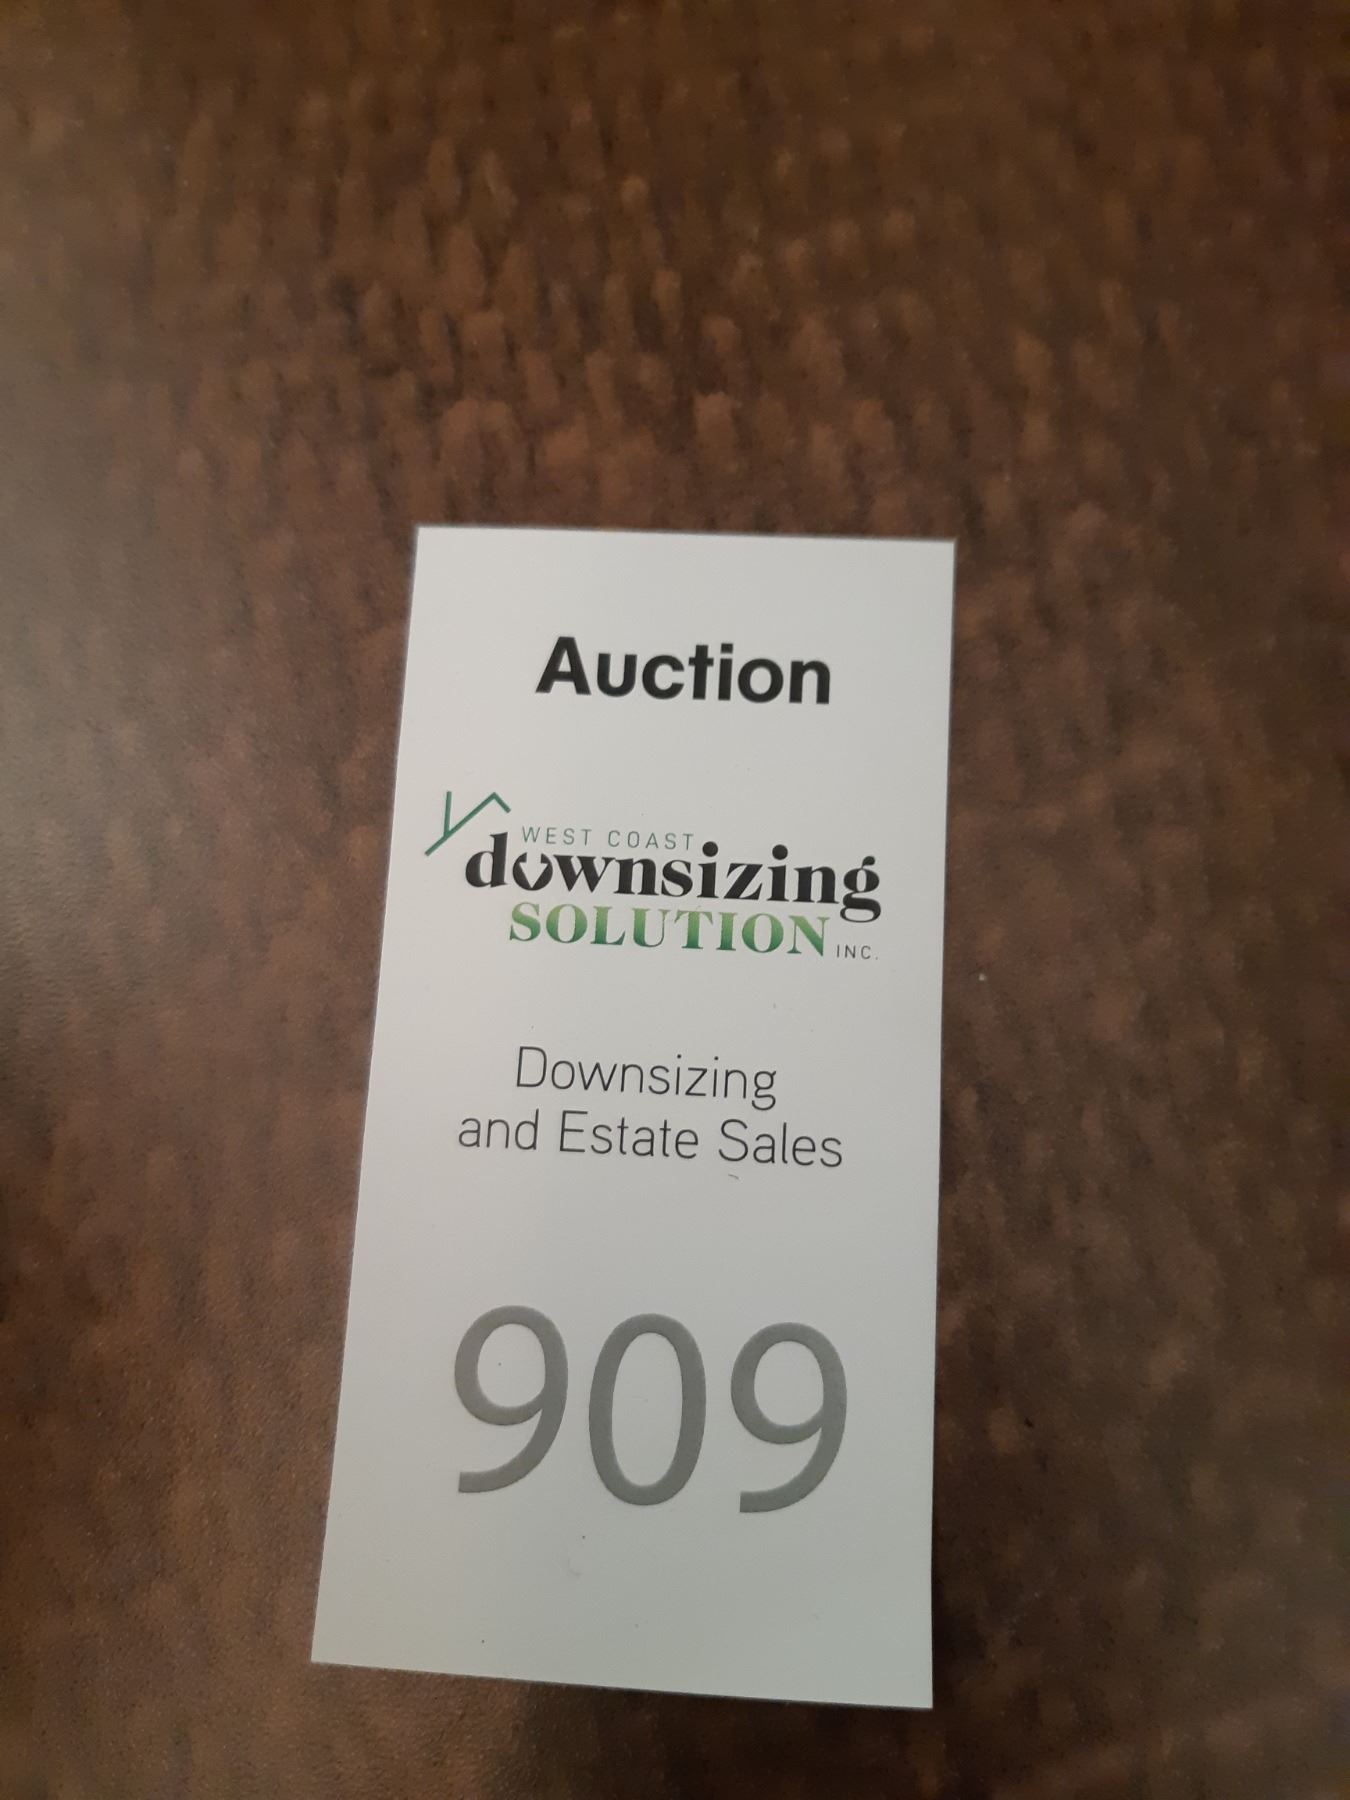 Auction
WEST COAST
downsizing
SOLUTION INC.
Downsizing
and Estate Sales
909